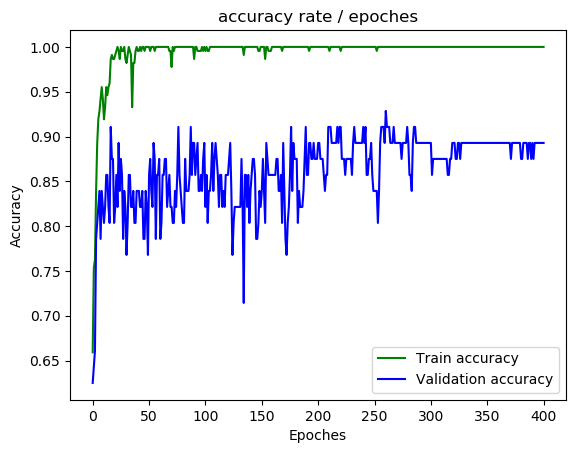 accuracy rate / epoches
1.00
0.95
0.90
0.85
0.80
0.75
0.70
0.65
Accuracy
Train accuracy
Validation accuracy
0 50 100 150 200 250 300 350 400
Epoches